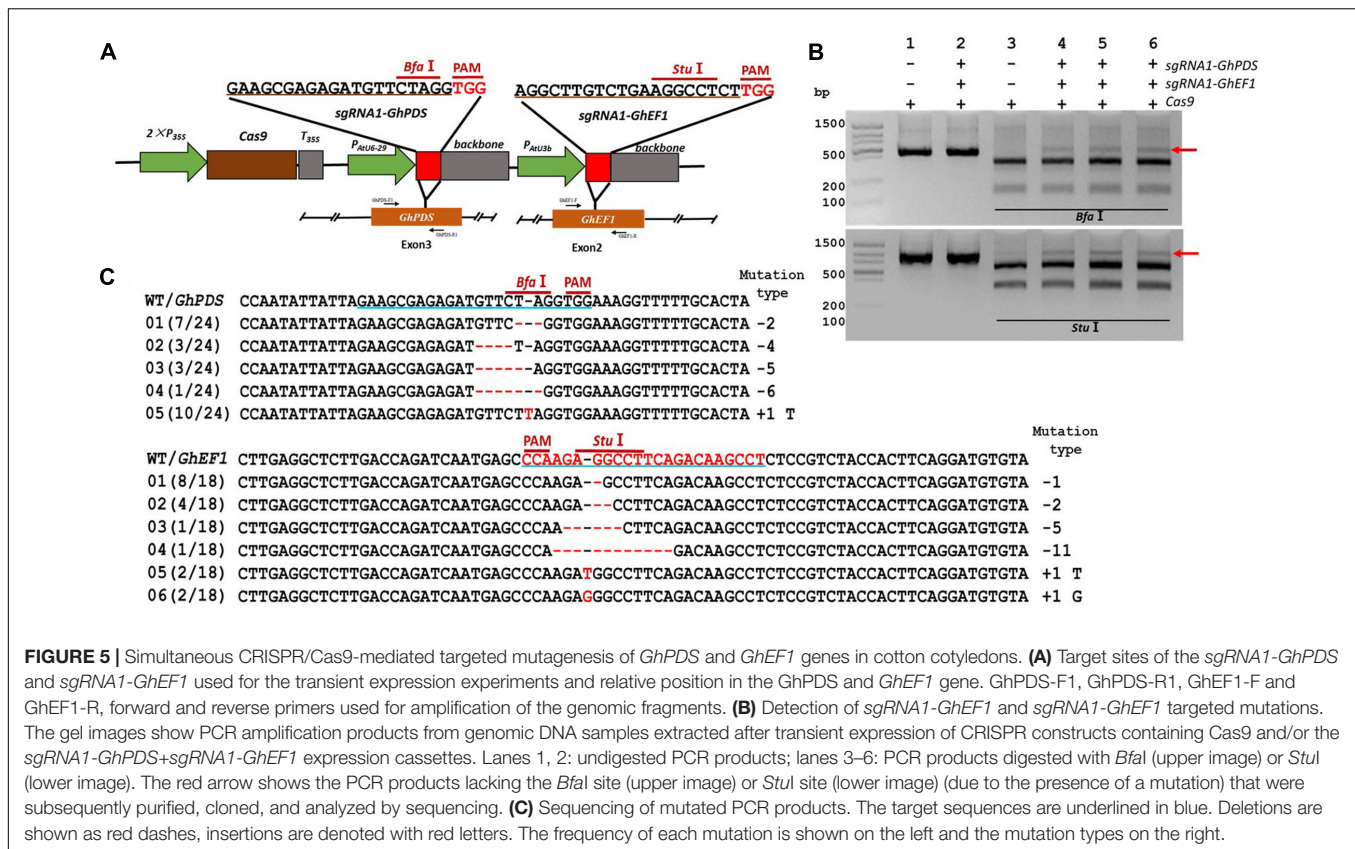 A
Bfa I PAM
GAAGCGAGAGATGTTCTAGGTGG
sgRNA1-GhPDS
Stu I PAM
AGGCTTGTCTGAAGGCCTCTTGG
sgRNA1-GhEF1
2×P35S Cas9 T35S PAtU6-29 backbone PAtU3b backbone
GhPDS-F1 GhPDS GhPDS-R1
Exon3
GhEF1-F GhEF1 GhEF1-R
Exon2
B
1 2 3 4 5 6
− + − + + + sgRNA1-GhPDS
− + − + + + sgRNA1-GhEF1
bp + + + + + + Cas9
1500
500
200
100
Bfa I
1500
500
200
100
Stu I
C
Bfa I PAM Mutation type
WT/GhPDS CCAATATTATTAGAAGCGAGAGATGTTCT-AGGTGGAAAGGTTTTTGCACTA
01(7/24) CCAATATTATTAGAAGCGAGAGATGTTC---GGTGGAAAGGTTTTTGCACTA -2
02(3/24) CCAATATTATTAGAAGCGAGAGAT----T-AGGTGGAAAGGTTTTTGCACTA -4
03(3/24) CCAATATTATTAGAAGCGAGAGAT------AGGTGGAAAGGTTTTTGCACTA -5
04(1/24) CCAATATTATTAGAAGCGAGAGAT-------GGTGGAAAGGTTTTTGCACTA -6
05(10/24) CCAATATTATTAGAAGCGAGAGATGTTCTTAGGTGGAAAGGTTTTTGCACTA +1 T
PAM Stu I Mutation type
WT/GhEF1 CTTGAGGCTCTTGACCAGATCAATGAGCCCAAGA-GGCCTTCAGACAAGCCTCTCCGTCTACCACTTCAGGATGTGTA
01(8/18) CTTGAGGCTCTTGACCAGATCAATGAGCCCAAGA--GCCTTCAGACAAGCCTCTCCGTCTACCACTTCAGGATGTGTA -1
02(4/18) CTTGAGGCTCTTGACCAGATCAATGAGCCCAAGA---CCTTCAGACAAGCCTCTCCGTCTACCACTTCAGGATGTGTA -2
03(1/18) CTTGAGGCTCTTGACCAGATCAATGAGCCCAA------CTTCAGACAAGCCTCTCCGTCTACCACTTCAGGATGTGTA -5
04(1/18) CTTGAGGCTCTTGACCAGATCAATGAGCCCA------------GACAAGCCTCTCCGTCTACCACTTCAGGATGTGTA -11
05(2/18) CTTGAGGCTCTTGACCAGATCAATGAGCCCAAGATGGCCTTCAGACAAGCCTCTCCGTCTACCACTTCAGGATGTGTA +1 T
06(2/18) CTTGAGGCTCTTGACCAGATCAATGAGCCCAAGAGGGCCTTCAGACAAGCCTCTCCGTCTACCACTTCAGGATGTGTA +1 G
FIGURE 5 | Simultaneous CRISPR/Cas9-mediated targeted mutagenesis of GhPDS and GhEF1 genes in cotton cotyledons. (A) Target sites of the sgRNA1-GhPDS
and sgRNA1-GhEF1 used for the transient expression experiments and relative position in the GhPDS and GhEF1 gene. GhPDS-F1, GhPDS-R1, GhEF1-F and
GhEF1-R, forward and reverse primers used for amplification of the genomic fragments. (B) Detection of sgRNA1-GhEF1 and sgRNA1-GhEF1 targeted mutations.
The gel images show PCR amplification products from genomic DNA samples extracted after transient expression of CRISPR constructs containing Cas9 and/or the
sgRNA1-GhPDS+sgRNA1-GhEF1 expression cassettes. Lanes 1, 2: undigested PCR products; lanes 3–6: PCR products digested with BfaI (upper image) or StuI
(lower image). The red arrow shows the PCR products lacking the BfaI site (upper image) or StuI site (lower image) (due to the presence of a mutation) that were
subsequently purified, cloned, and analyzed by sequencing. (C) Sequencing of mutated PCR products. The target sequences are underlined in blue. Deletions are
shown as red dashes, insertions are denoted with red letters. The frequency of each mutation is shown on the left and the mutation types on the right.